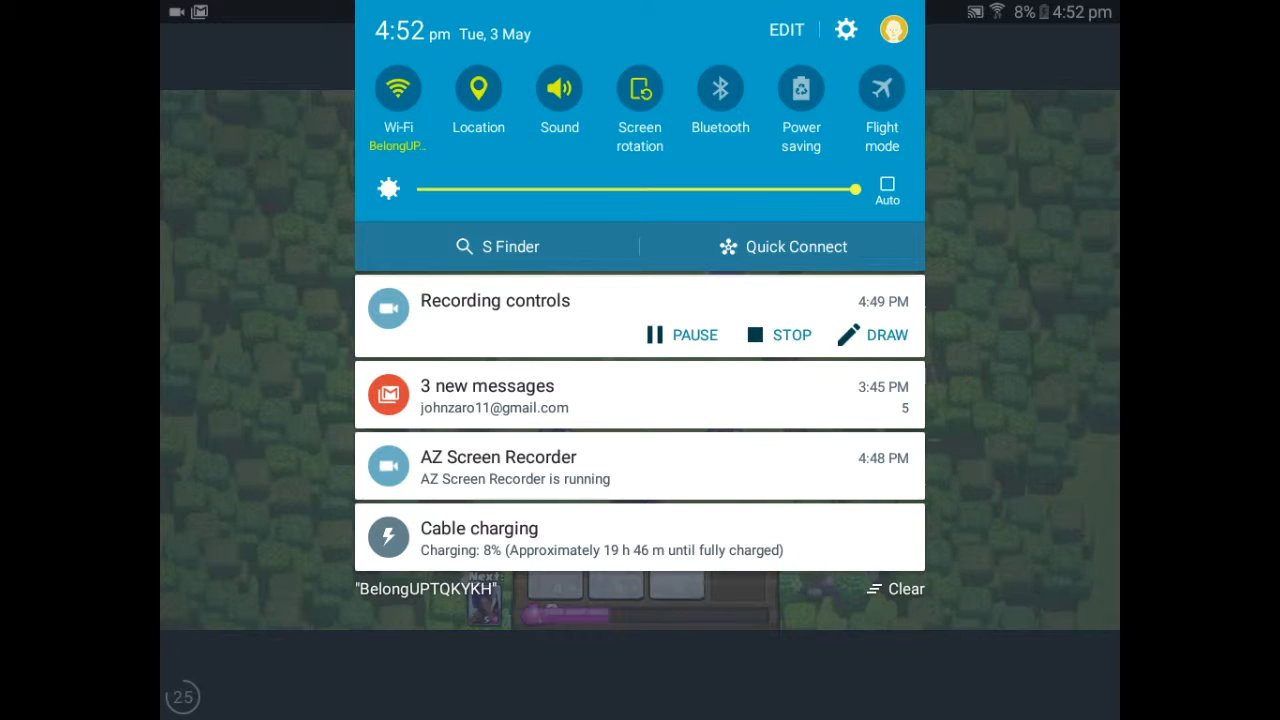 8% 4:52 pm
4:52 pm Tue, 3 May EDIT
Wi-Fi Location Sound Screen rotation Bluetooth Power saving Flight mode
BelongUP..
Auto
S Finder Quick Connect
Recording controls 4:49 PM
PAUSE STOP DRAW
3 new messages 3:45 PM
johnzaro11@gmail.com 5
AZ Screen Recorder 4:48 PM
AZ Screen Recorder is running
Cable charging
Charging: 8% (Approximately 19 h 46 m until fully charged)
Next:
"BelongUPTQKYKH" Clear
25